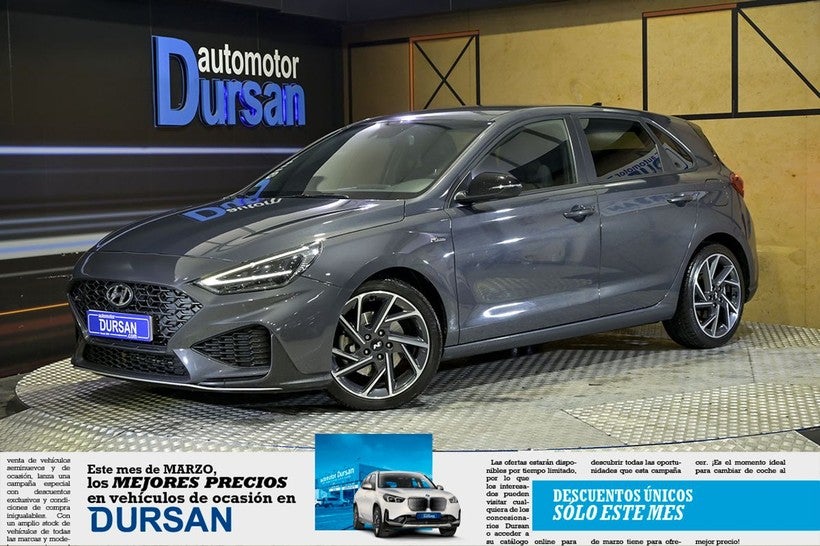 automotor
Dursan
automotor
DURSAN
.com
venta de vehículos
seminuevos y de
ocasión, lanza una
campaña especial
con descuentos
exclusivos y condi-
ciones de compra
inigualables. Con
un amplio stock de
vehículos de todas
las marcas y mode-
Este mes de MARZO,
los MEJORES PRECIOS
en vehículos de ocasión en
DURSAN
automotor Dursan
Las ofertas estarán dispo-
nibles por tiempo limitado,
por lo que
los interesa-
dos pueden
visitar cual-
quiera de los
concesiona-
rios Dursan
o acceder a
su catálogo
online para
descubrir todas las oportu-
nidades que esta campaña
de marzo tiene para ofre-
cer. ¡Es el momento ideal
para cambiar de coche al
mejor precio!
DESCUENTOS ÚNICOS
SÓLO ESTE MES